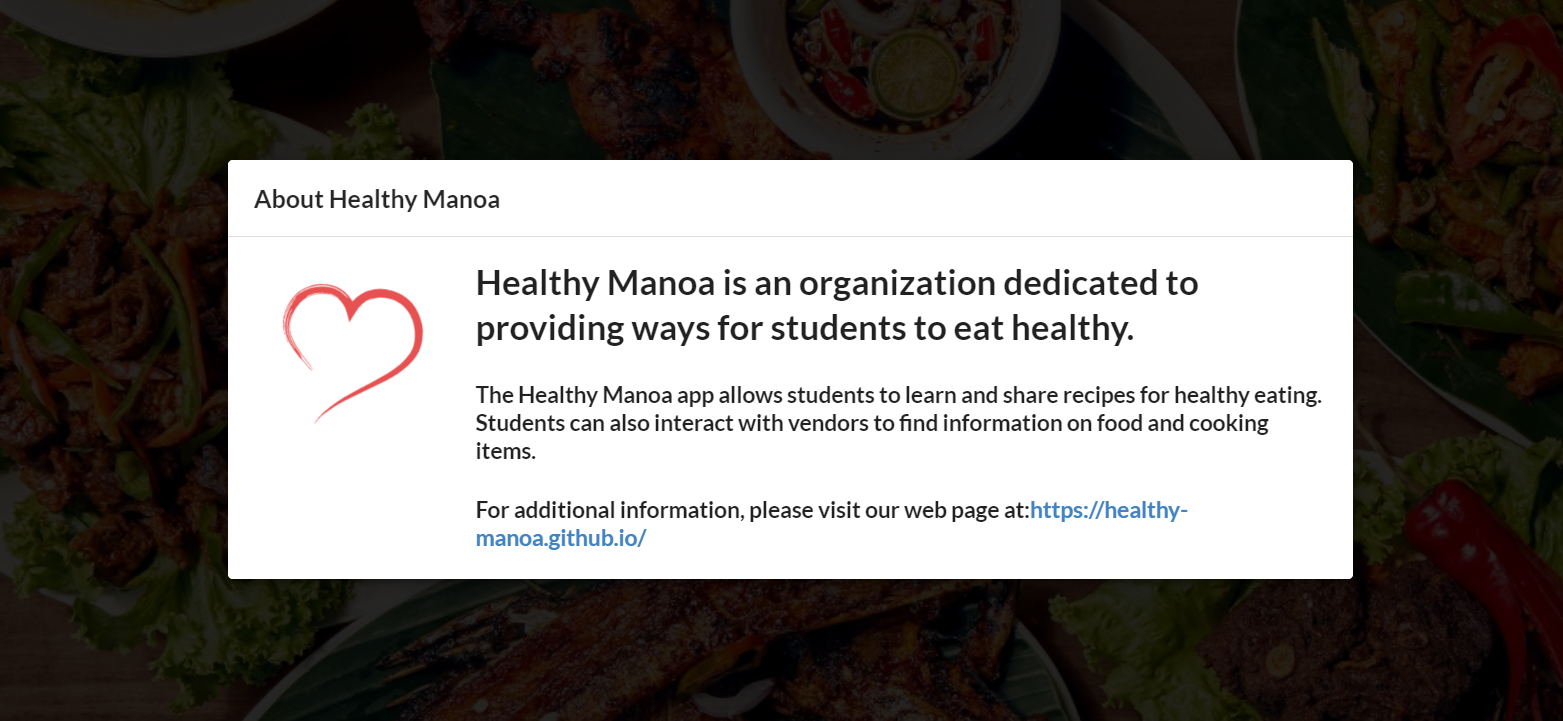 About Healthy Manoa
Healthy Manoa is an organization dedicated to
providing ways for students to eat healthy.
The Healthy Manoa app allows students to learn and share recipes for healthy eating.
Students can also interact with vendors to find information on food and cooking
items.
For additional information, please visit our web page at:https://healthy-
manoa.github.io/